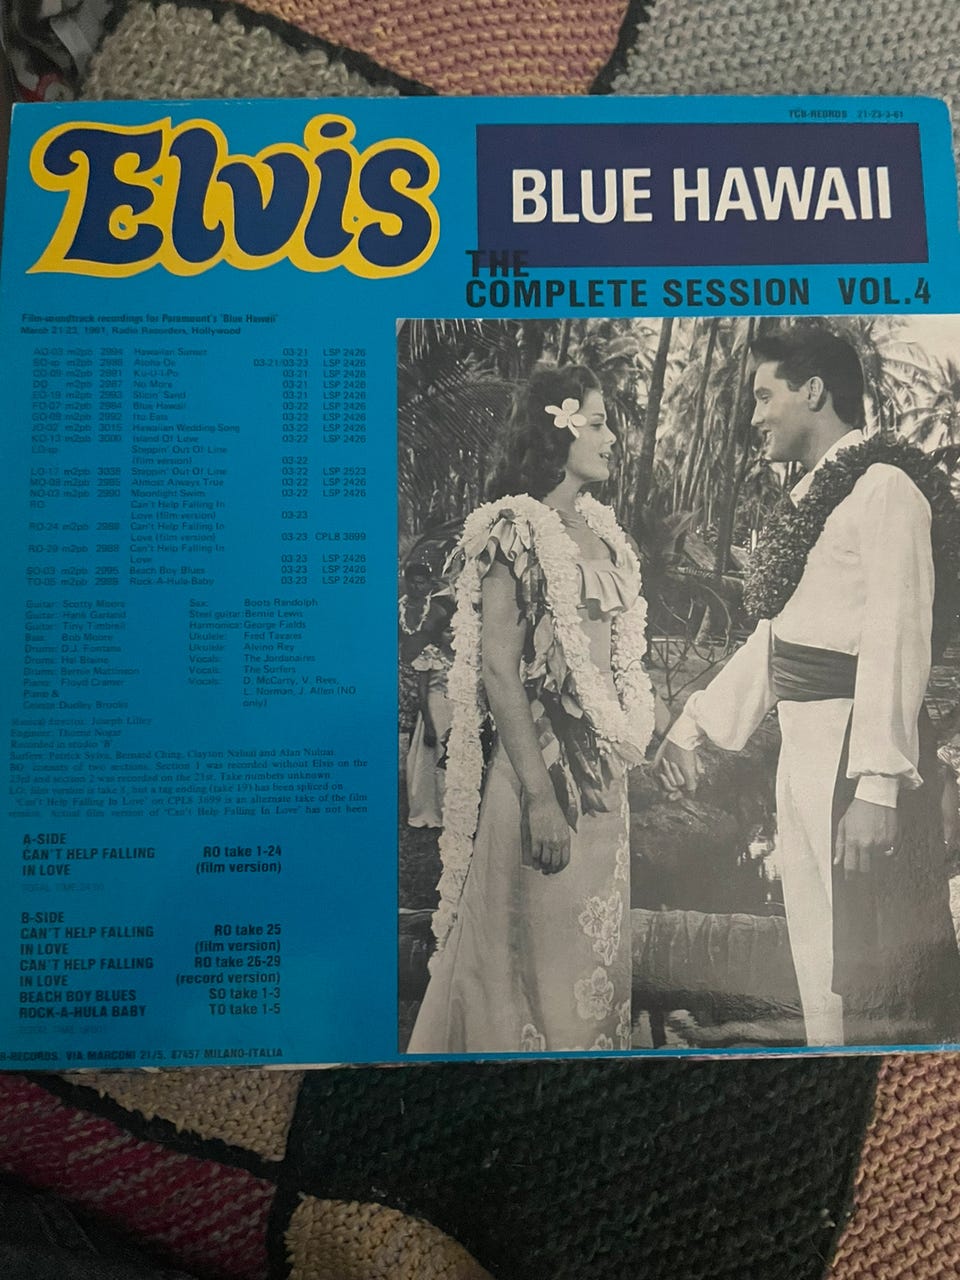 Elvis
YCB-REDRDS 21-23-3-61
BLUE HAWAII
THE
COMPLETE SESSION VOL.4
Film-soundtrack recordings for Paramount's 'Blue Hawaii'
March 21-23, 1961, Radio Recorders, Hollywood
AO-03 m2pb 2994 Hawaiian Sunset 03-21 LSP 2426
BO-sp m2pb 2986 Aloha Oe 03-21/03-23 LSP 2426
CO-09 m2pb 2991 Ku-U-I-Po 03-21 LSP 2426
DO m2pb 2987 No More 03-21 LSP 2426
EO-19 m2pb 2993 Slicin' Sand 03-21 LSP 2426
FO-07 m2pb 2984 Blue Hawaii 03-22 LSP 2426
GO-09 m2pb 2992 Ito Eats 03-22 LSP 2426
JO-02 m2pb 3015 Hawaiian Wedding Song 03-22 LSP 2426
KO-13 m2pb 3000 Island Of Love 03-22 LSP 2426
LO-sp Steppin' Out Of Line
(film version) 03-22
LO-17 m2pb 3038 Steppin' Out Of Line 03-22 LSP 2523
MO-08 m2pb 2985 Almost Always True 03-22 LSP 2426
NO-03 m2pb 2990 Moonlight Swim 03-22 LSP 2426
RO Can't Help Falling In
Love (film-version) 03-23
RO-24 m2pb 2988 Can't Help Falling In
Love (film version) 03-23 CPL8 3699
RO-29 m2pb 2988 Can't Help Falling In
Love 03-23 LSP 2426
SO-03 m2pb 2995 Beach Boy Blues 03-23 LSP 2426
TO-05 m2pb 2989 Rock-A-Hula-Baby 03-23 LSP 2426
Guitar: Scotty Moore
Guitar: Hank Garland
Guitar: Tiny Timbrell
Bass: Bob Moore
Drums: D.J. Fontana
Drums: Hal Blaine
Drums: Bernie Mattinson
Piano: Floyd Cramer
Piano &
Celeste: Dudley Brooks
Sax: Boots Randolph
Steel guitar: Bernie Lewis
Harmonica: George Fields
Ukulele: Fred Tavares
Ukulele: Alvino Rey
Vocals: The Jordanaires
Vocals: The Surfers
Vocals: D. McCarty, V. Rees,
L. Norman, J. Allen (NO
only)
Musical director: Joseph Lilley
Engineer: Thorne Nogar
Recorded in studio 'B'
Surfers: Patrick Sylva, Bernard Ching, Clayton Naluai and Alan Naluai.
BO: consists of two sections. Section 1 was recorded without Elvis on the
23rd and section 2 was recorded on the 21st. Take numbers unknown.
LO: film version is take 8, but a tag ending (take 19) has been spliced on
'Can't Help Falling In Love' on CPL8 3699 is an alternate take of the film
version. Actual film version of 'Can't Help Falling In Love' has not been
A-SIDE
CAN'T HELP FALLING RO take 1-24
IN LOVE (film version)
TOTAL TIME
B-SIDE
CAN'T HELP FALLING RO take 25
IN LOVE (film version)
CAN'T HELP FALLING RO take 26-29
IN LOVE (record version)
BEACH BOY BLUES SO take 1-3
ROCK-A-HULA BABY TO take 1-5
TOTAL TIME
B-RECORDS, VIA MARCONI 21/5, 87457 MILANO-ITALIA